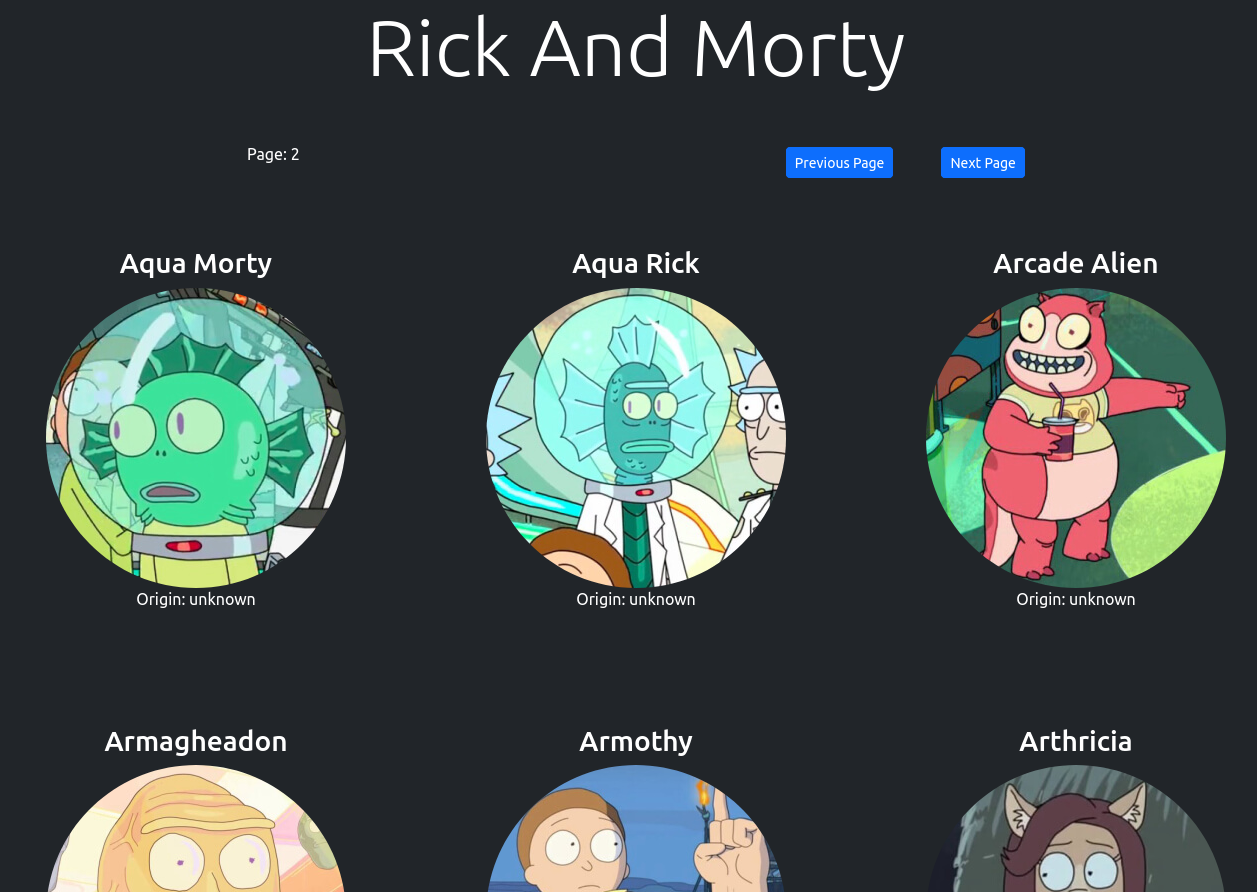 Rick And Morty
Page: 2
Previous Page
Next Page
Aqua Morty
Aqua Rick
Arcade Alien
Origin: unknown
Origin: unknown
Origin: unknown
Armagheadon
Armothy
Arthricia